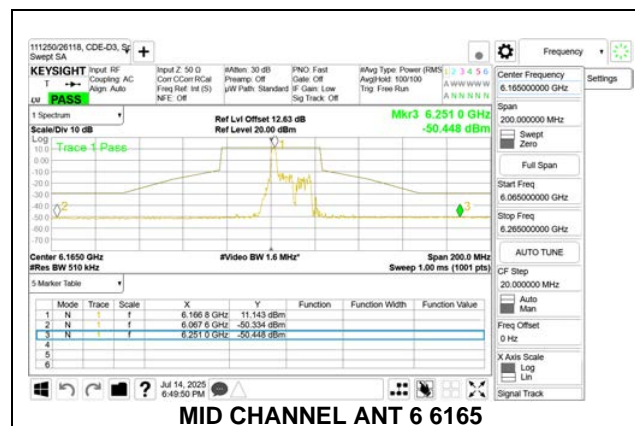 111250/26118, CDE-D3, Sc
Swept SA
Frequency
KEYSIGHT
Input: RF
Coupling: AC
Align: Auto
Input Z: 50 Ω
Corr CCorr RCal
Freq Ref: Int (S)
NFE: Off
#Atten: 30 dB
Preamp: Off
µW Path: Standard
PNO: Fast
Gate: Off
IF Gain: Low
Sig Track: Off
#Avg Type: Power (RMS
Avg|Hold: 100/100
Trig: Free Run
1 2 3 4 5 6
A W W W W W
A N N N N N
LM PASS
Center Frequency
6.165000000 GHz
Settings
1 Spectrum
Scale/Div 10 dB
Ref Lvl Offset 12.63 dB
Ref Level 20.00 dBm
Mkr3 6.251 0 GHz
-50.448 dBm
Span
200.000000 MHz
Swept
Zero
Full Span
Start Freq
6.065000000 GHz
Stop Freq
6.265000000 GHz
AUTO TUNE
CF Step
20.000000 MHz
Auto
Man
Freq Offset
0 Hz
X Axis Scale
Log
Lin
Signal Track
Log
Trace 1 Pass
10.0
0.00
-10.0
-20.0
-30.0
-40.0
-50.0
-60.0
-70.0
1
2
3
Center 6.1650 GHz
#Res BW 510 kHz
#Video BW 1.6 MHz*
Span 200.0 MHz
Sweep 1.00 ms (1001 pts)
5 Marker Table
Mode Trace Scale X Y Function Function Width Function Value
1 N 1 f 6.166 8 GHz 11.143 dBm
2 N 1 f 6.067 6 GHz -50.334 dBm
3 N 1 f 6.251 0 GHz -50.448 dBm
4
5
6
Jul 14, 2025
6:49:50 PM
MID CHANNEL ANT 6 6165